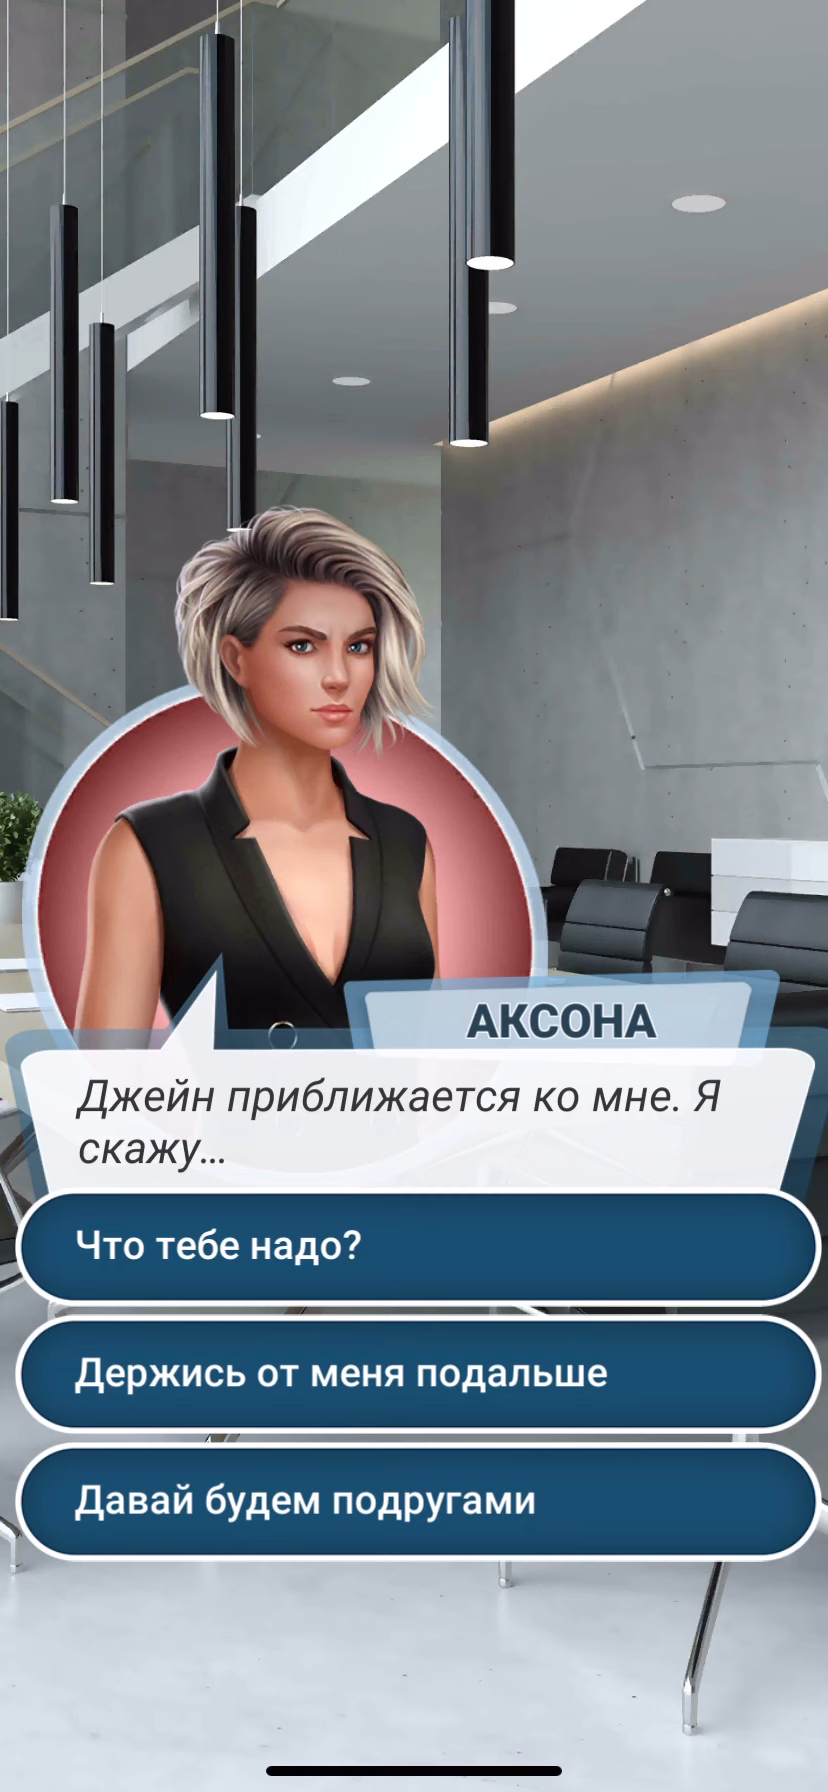 АКСОНА
Джейн приближается ко мне. Я
скажу...
Что тебе надо?
Держись от меня подальше
Давай будем подругами